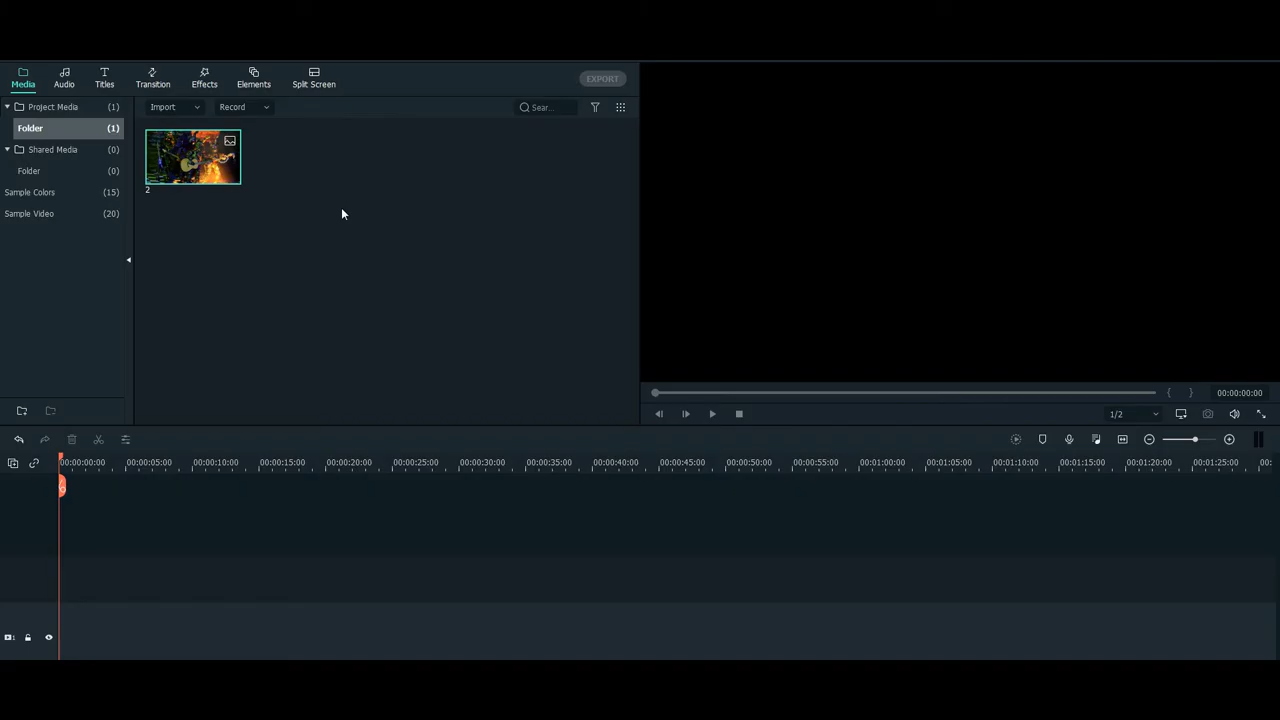 Media Audio Titles Transition Effects Elements Split Screen EXPORT
Project Media (1) Import Record Sear...
Folder (1)
Shared Media (0)
Folder (0)
Sample Colors (15)
Sample Video (20)
2
00:00:00:00
1/2
00:00:00:00 00:00:05:00 00:00:10:00 00:00:15:00 00:00:20:00 00:00:25:00 00:00:30:00 00:00:35:00 00:00:40:00 00:00:45:00 00:00:50:00 00:00:55:00 00:01:00:00 00:01:05:00 00:01:10:00 00:01:15:00 00:01:20:00 00:01:25:00 00:
1